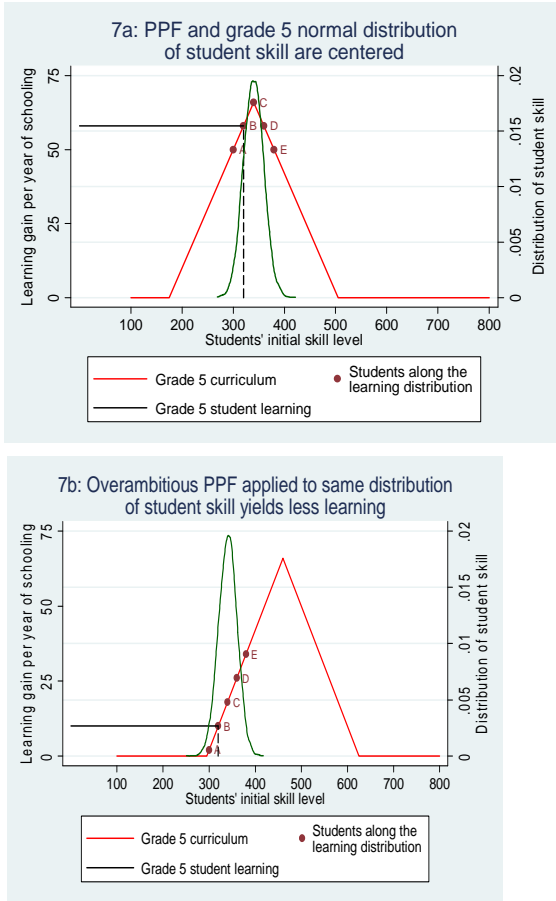 7a: PPF and grade 5 normal distribution
of student skill are centered
Learning gain per year of schooling
75
50
25
0
A
B
C
D
E
.02
.015
.01
.005
0
Distribution of student skill
100 200 300 400 500 600 700 800
Students' initial skill level
Grade 5 curriculum
Students along the
learning distribution
Grade 5 student learning
7b: Overambitious PPF applied to same distribution
of student skill yields less learning
Learning gain per year of schooling
75
50
25
0
A
B
C
D
E
.02
.015
.01
.005
0
Distribution of student skill
100 200 300 400 500 600 700 800
Students' initial skill level
Grade 5 curriculum
Students along the
learning distribution
Grade 5 student learning